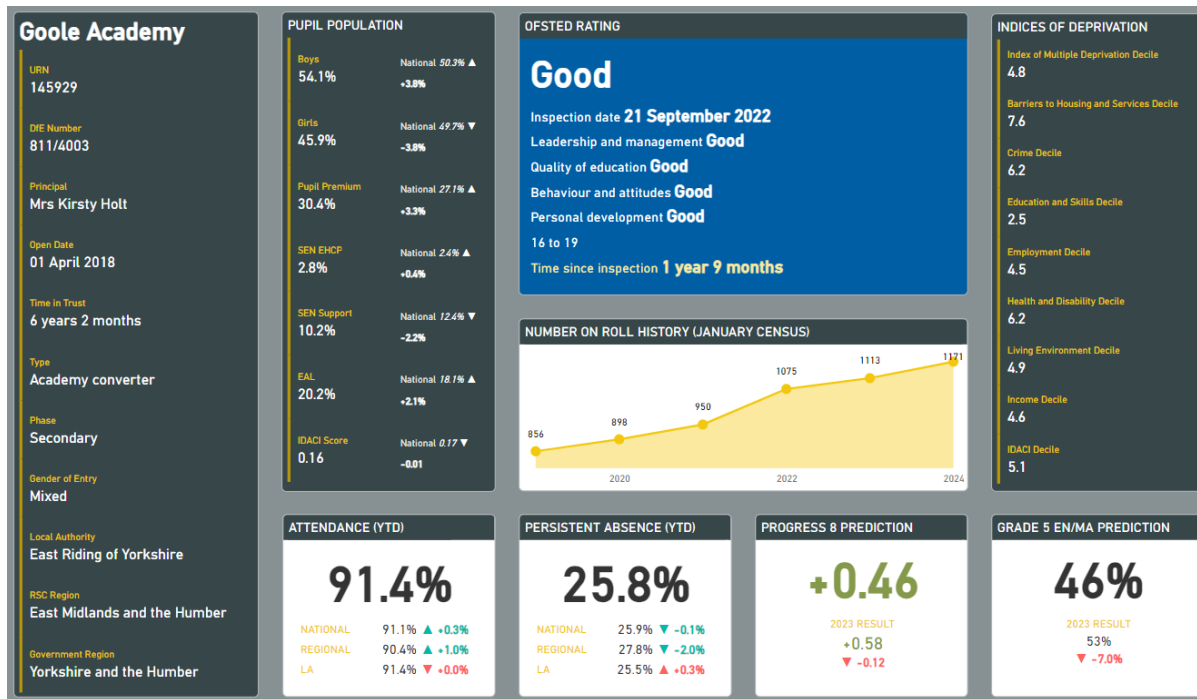 Goole Academy
URN
145929
DfE Number
811/4003
Principal
Mrs Kirsty Holt
Open Date
01 April 2018
Time in Trust
6 years 2 months
Type
Academy converter
Phase
Secondary
Gender of Entry
Mixed
Local Authority
East Riding of Yorkshire
RSC Region
East Midlands and the Humber
Government Region
Yorkshire and the Humber
PUPIL POPULATION
Boys
54.1%
National 50.3% ▲
+3.8%
Girls
45.9%
National 49.7% ▼
-3.8%
Pupil Premium
30.4%
National 27.1% ▲
+3.3%
SEN EHCP
2.8%
National 2.4% ▲
+0.4%
SEN Support
10.2%
National 12.4% ▼
-2.2%
EAL
20.2%
National 18.1% ▲
+2.1%
IDACI Score
0.16
National 0.17 ▼
-0.01
OFSTED RATING
Good
Inspection date 21 September 2022
Leadership and management Good
Quality of education Good
Behaviour and attitudes Good
Personal development Good
16 to 19
Time since inspection 1 year 9 months
NUMBER ON ROLL HISTORY (JANUARY CENSUS)
856
898
950
1075
1113
1171
2020
2022
2024
INDICES OF DEPRIVATION
Index of Multiple Deprivation Decile
4.8
Barriers to Housing and Services Decile
7.6
Crime Decile
6.2
Education and Skills Decile
2.5
Employment Decile
4.5
Health and Disability Decile
6.2
Living Environment Decile
4.9
Income Decile
4.6
IDACI Decile
5.1
ATTENDANCE (YTD)
91.4%
NATIONAL 91.1% ▲ +0.3%
REGIONAL 90.4% ▲ +1.0%
LA 91.4% ▼ +0.0%
PERSISTENT ABSENCE (YTD)
25.8%
NATIONAL 25.9% ▼ -0.1%
REGIONAL 27.8% ▼ -2.0%
LA 25.5% ▲ +0.3%
PROGRESS 8 PREDICTION
+0.46
2023 RESULT
+0.58
▼ -0.12
GRADE 5 EN/MA PREDICTION
46%
2023 RESULT
53%
▼ -7.0%